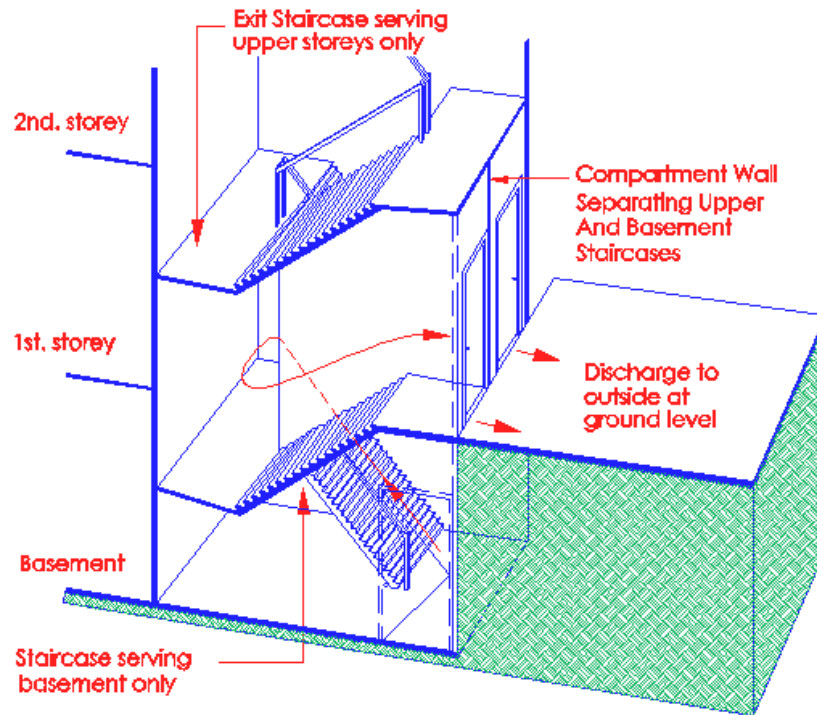 Exit Staircase serving
upper storeys only
2nd. storey
Compartment Wall
Separating Upper
And Basement
Staircases
1st. storey
Discharge to
outside at
ground level
Basement
Staircase serving
basement only